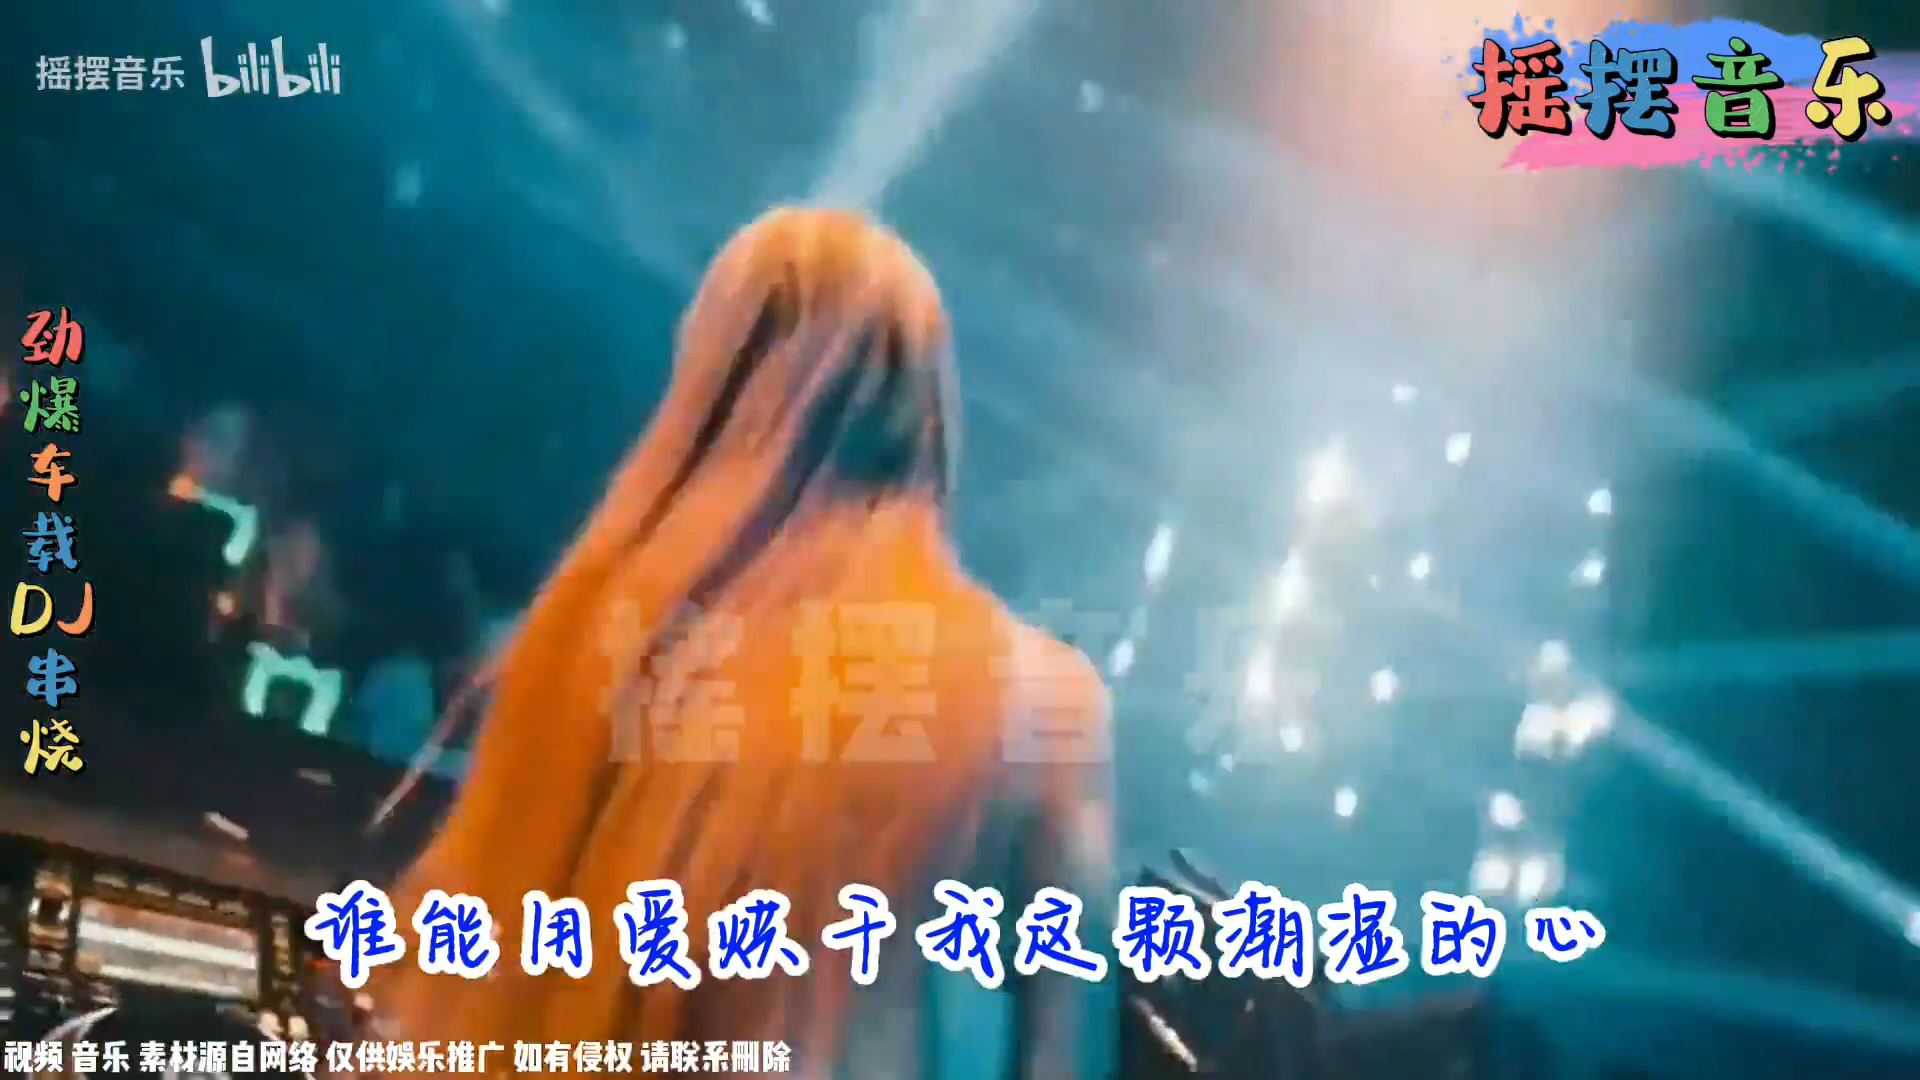 摇摆音乐 bilibili
摇摆音乐
劲爆车载DJ串烧
摇摆音乐
谁能用爱烘干我这颗潮湿的心
视频 音乐 素材源自网络 仅供娱乐推广 如有侵权 请联系删除